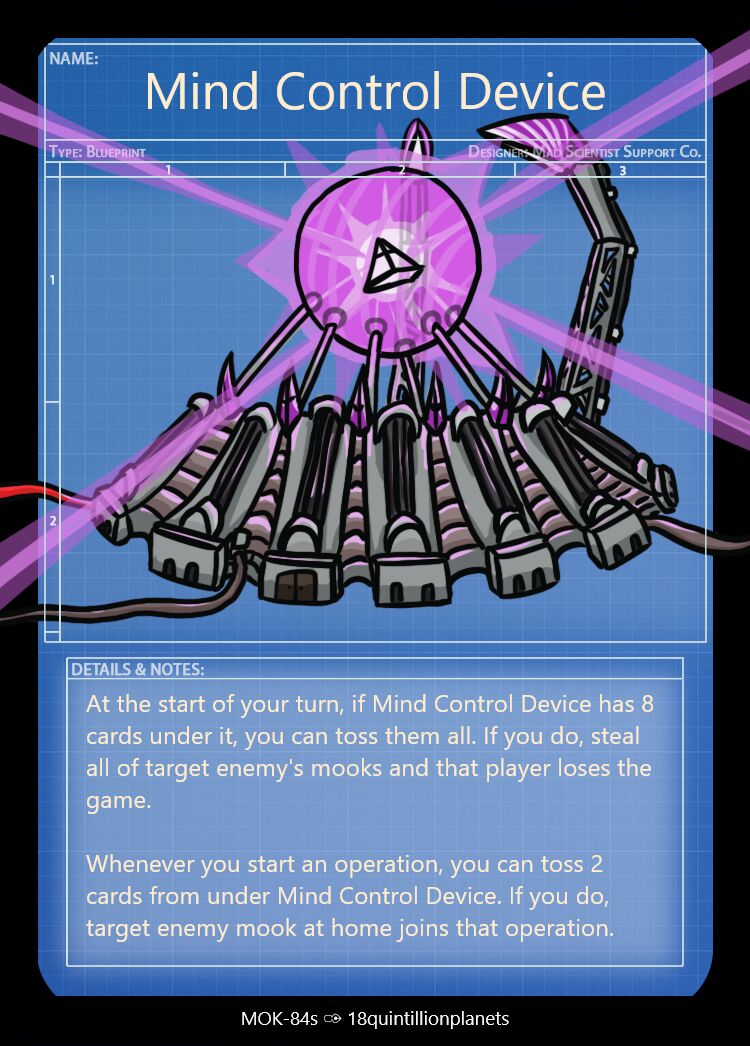 NAME:
Mind Control Device
TYPE: BLUEPRINT
DESIGNER: MAD SCIENTIST SUPPORT CO.
1 2 3
1
2
DETAILS & NOTES:
At the start of your turn, if Mind Control Device has 8
cards under it, you can toss them all. If you do, steal
all of target enemy's mooks and that player loses the
game.
Whenever you start an operation, you can toss 2
cards from under Mind Control Device. If you do,
target enemy mook at home joins that operation.
MOK-84s 18quintillionplanets